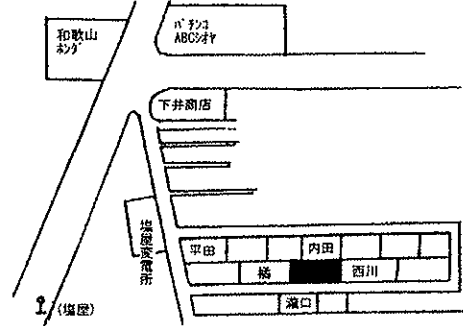 和歌山
ホンダ
パチンコ
ABCシオヤ
下井商店
塩屋変電所
平田
内田
橘
西川
瀧口
(塩屋)